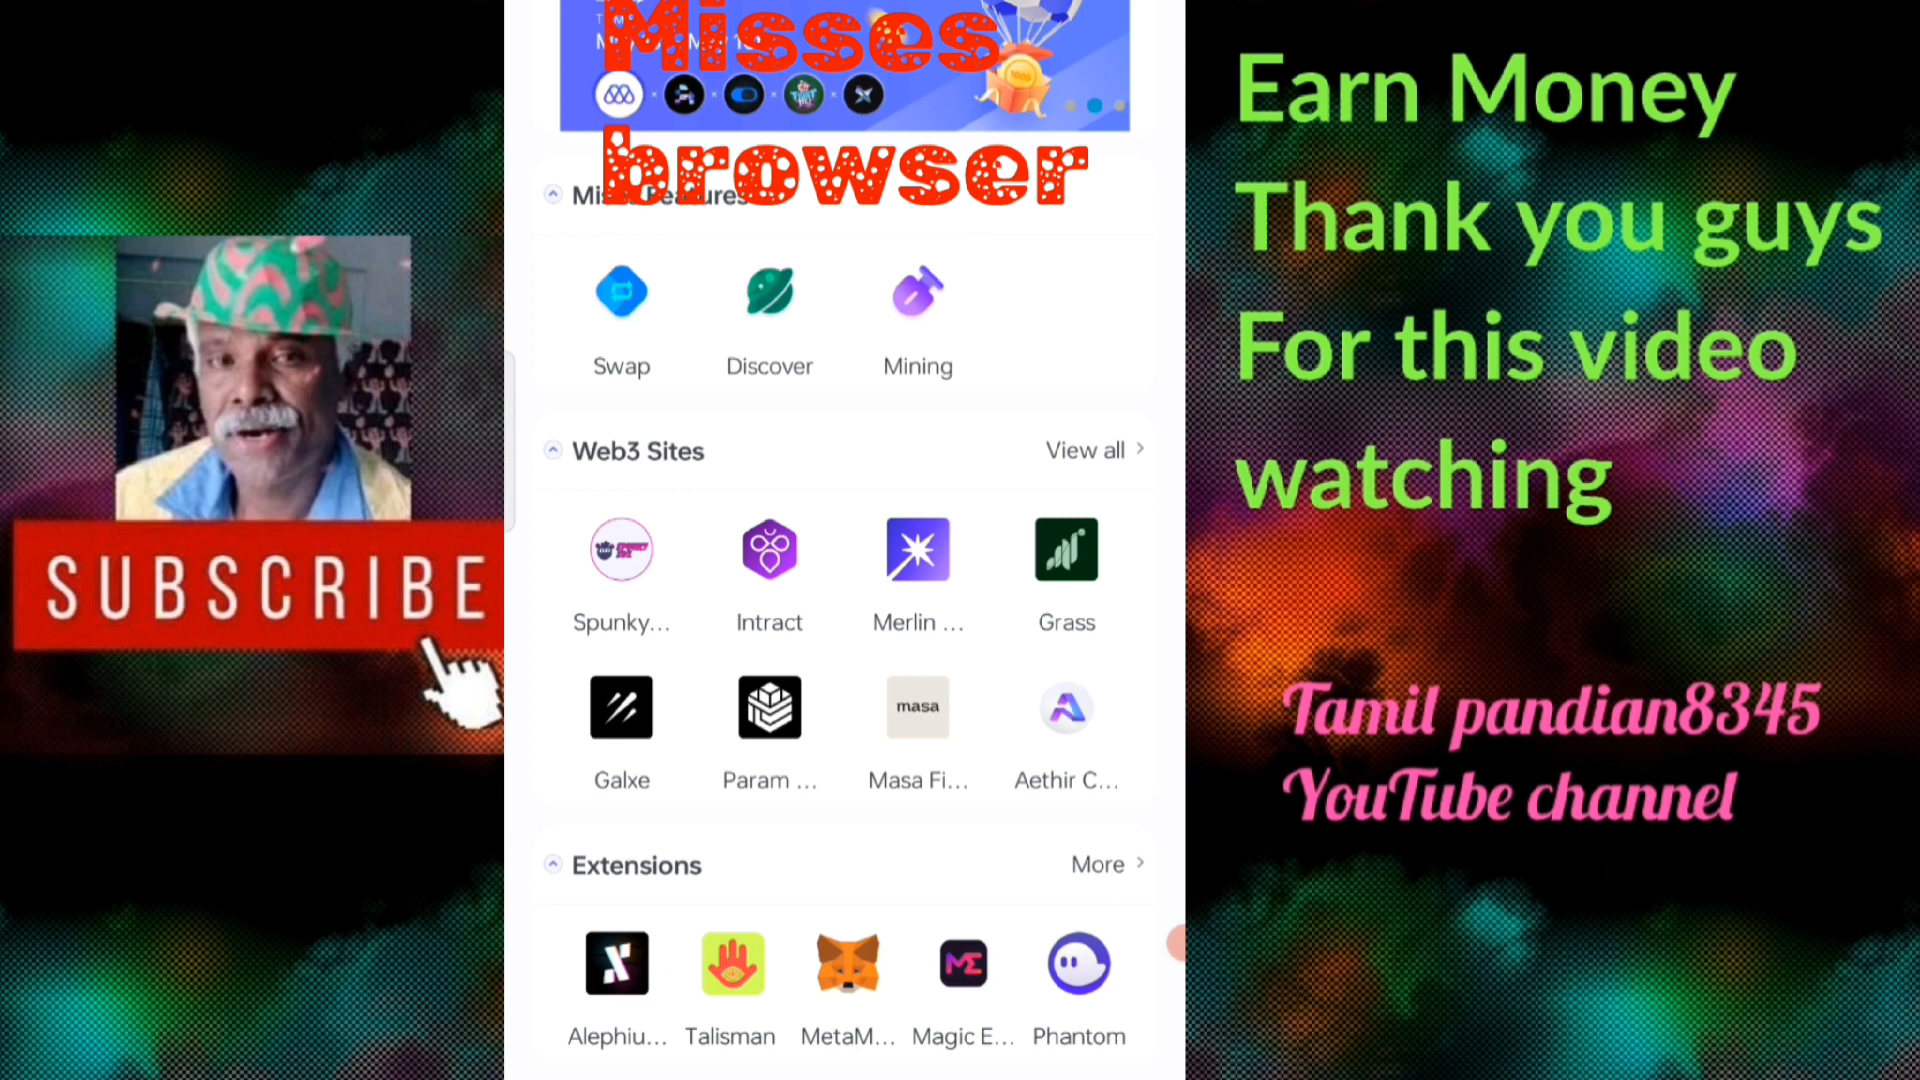 Misses
browser
Swap
Discover
Mining
Web3 Sites
View all
Spunky...
Intract
Merlin ...
Grass
masa
Galxe
Param ...
Masa Fi...
Aethir C...
Extensions
More
ME
Alephiu...
Talisman
MetaM...
Magic E...
Phantom
SUBSCRIBE
Earn Money
Thank you guys
For this video
watching
Tamil pandian8345
YouTube channel